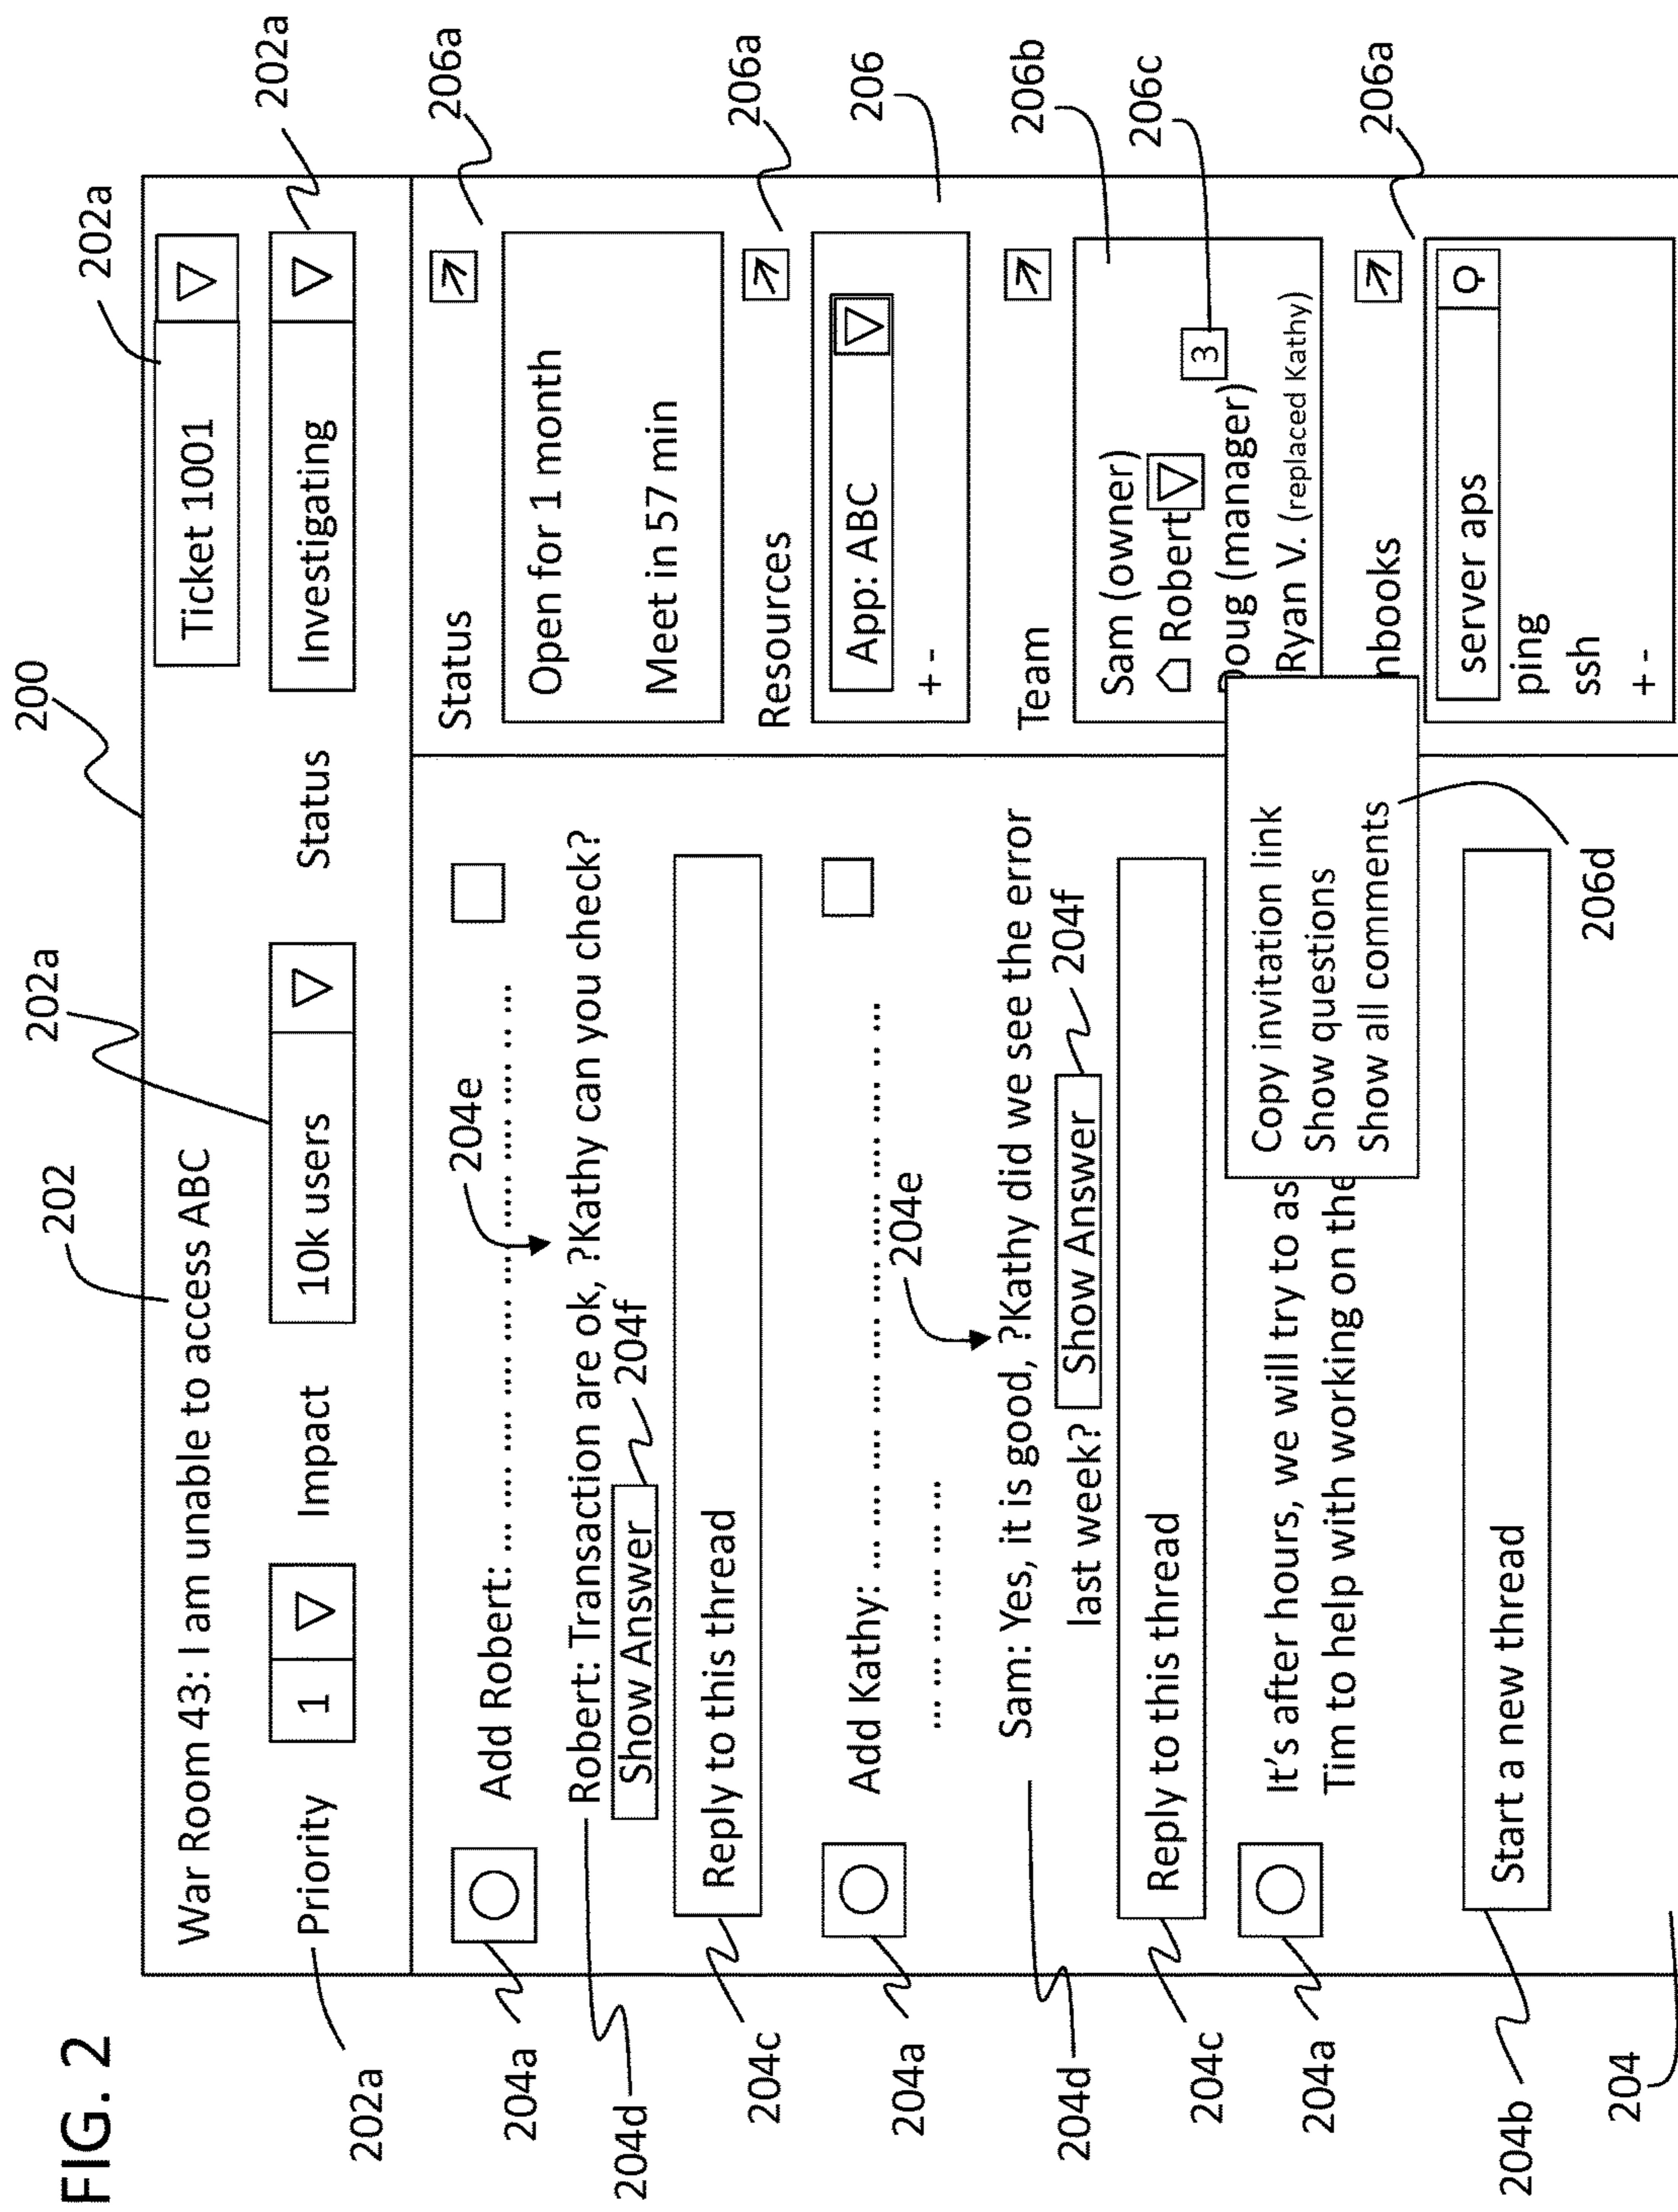 FIG. 2
200
202
202a
202a
202a
202a
War Room 43: I am unable to access ABC
Ticket 1001
Priority 1 Impact 10k users Status Investigating
204a
Add Robert: ... ...... ...... ...... ...... ...... ...... ...... ... ...
204e
204d
Robert: Transaction are ok, ?Kathy can you check?
Show Answer 204f
204c
Reply to this thread
204a
Add Kathy: ... ...... ...... ...... ...... ...... ...... ...... ... ...
... ... ... ... ... ... ...
204e
204d
Sam: Yes, it is good, ?Kathy did we see the error
last week? Show Answer 204f
204c
Reply to this thread
204a
It's after hours, we will try to as
Tim to help with working on the
204b
Start a new thread
204
Status
206a
Open for 1 month
Meet in 57 min
Resources
206a
App: ABC
+ -
206
Team
206b
Sam (owner)
Robert
3
206c
Doug (manager)
Ryan V. (replaced Kathy)
Copy invitation link
Show questions
Show all comments
206d
nbooks
206a
server aps
ping
ssh
+ -